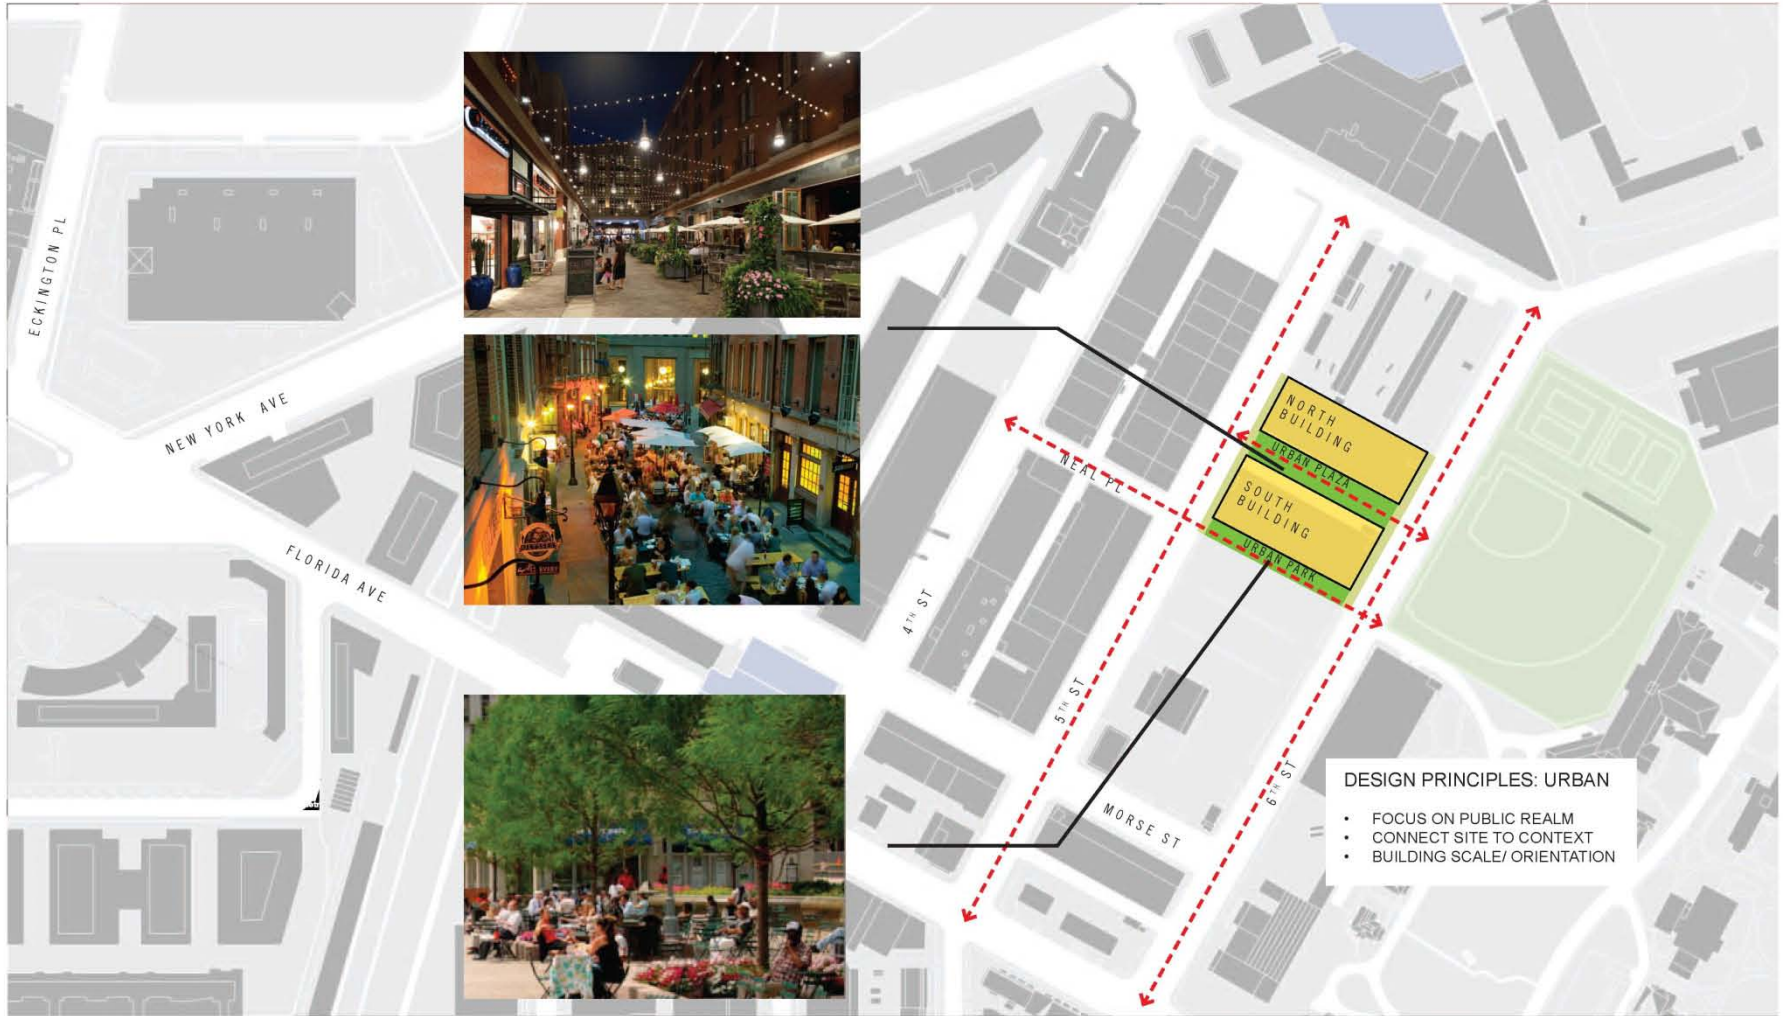 ECKINGTON PL
NEW YORK AVE
FLORIDA AVE
NEAL PL
4TH ST
5TH ST
6TH ST
MORSE ST
NORTH
BUILDING
URBAN PLAZA
SOUTH
BUILDING
URBAN PARK
DESIGN PRINCIPLES: URBAN
• FOCUS ON PUBLIC REALM
• CONNECT SITE TO CONTEXT
• BUILDING SCALE/ ORIENTATION
ULYSSES